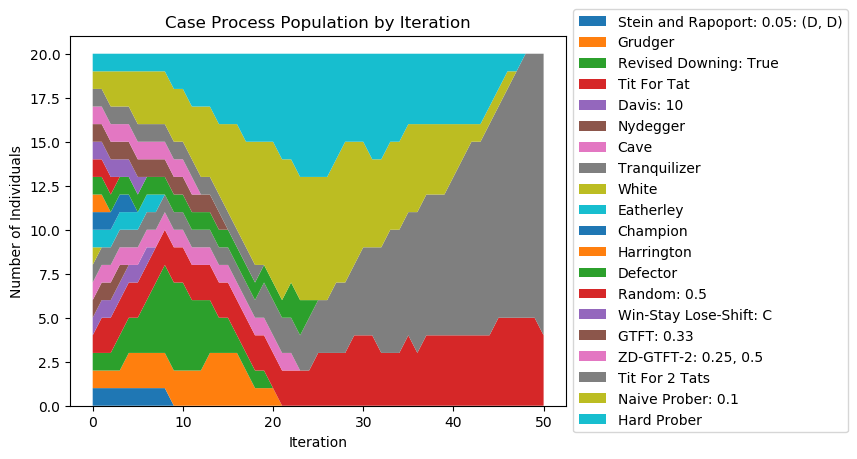 Case Process Population by Iteration
Number of Individuals
20.0
17.5
15.0
12.5
10.0
7.5
5.0
2.5
0.0
0
10
20
30
40
50
Iteration
Stein and Rapoport: 0.05: (D, D)
Grudger
Revised Downing: True
Tit For Tat
Davis: 10
Nydegger
Cave
Tranquilizer
White
Eatherley
Champion
Harrington
Defector
Random: 0.5
Win-Stay Lose-Shift: C
GTFT: 0.33
ZD-GTFT-2: 0.25, 0.5
Tit For 2 Tats
Naive Prober: 0.1
Hard Prober